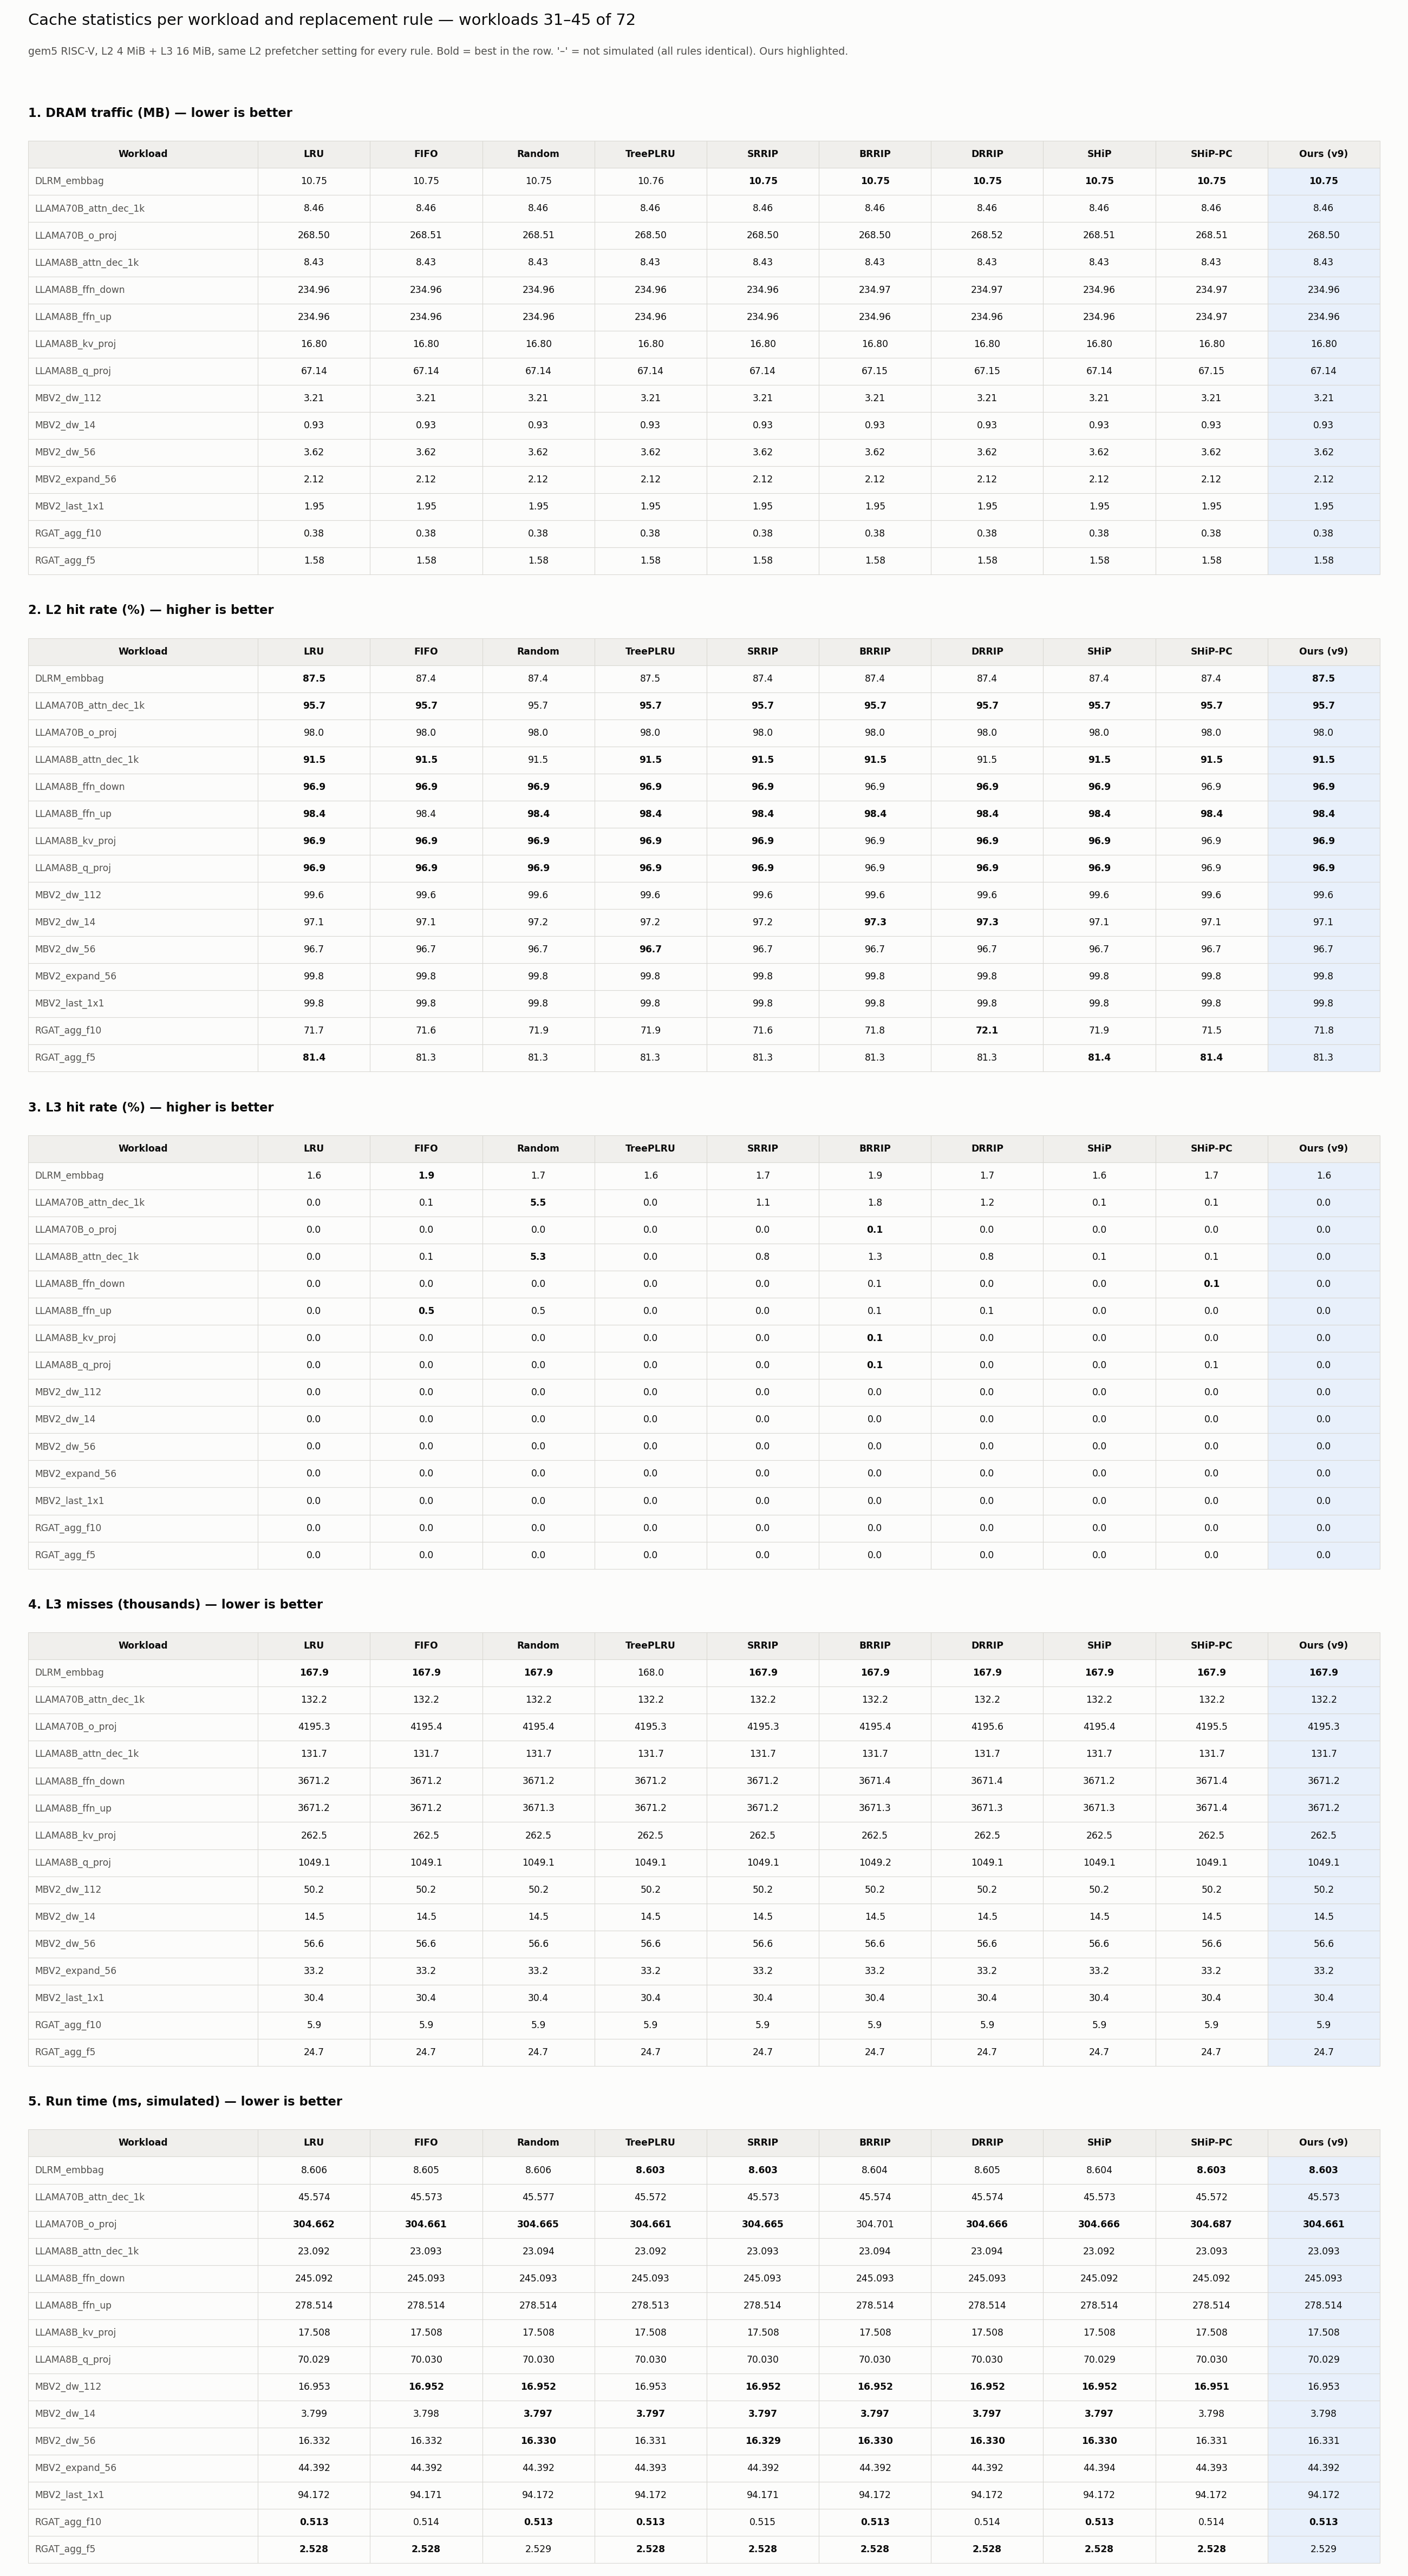 Cache statistics per workload and replacement rule — workloads 31–45 of 72
gem5 RISC-V, L2 4 MiB + L3 16 MiB, same L2 prefetcher setting for every rule. Bold = best in the row. '–' = not simulated (all rules identical). Ours highlighted.
1. DRAM traffic (MB) — lower is better
Workload LRU FIFO Random TreePLRU SRRIP BRRIP DRRIP SHiP SHiP-PC Ours (v9)
DLRM_embbag 10.75 10.75 10.75 10.76 10.75 10.75 10.75 10.75 10.75 10.75
LLAMA70B_attn_dec_1k 8.46 8.46 8.46 8.46 8.46 8.46 8.46 8.46 8.46 8.46
LLAMA70B_o_proj 268.50 268.51 268.51 268.50 268.50 268.50 268.52 268.51 268.51 268.50
LLAMA8B_attn_dec_1k 8.43 8.43 8.43 8.43 8.43 8.43 8.43 8.43 8.43 8.43
LLAMA8B_ffn_down 234.96 234.96 234.96 234.96 234.96 234.97 234.97 234.96 234.97 234.96
LLAMA8B_ffn_up 234.96 234.96 234.96 234.96 234.96 234.96 234.96 234.96 234.97 234.96
LLAMA8B_kv_proj 16.80 16.80 16.80 16.80 16.80 16.80 16.80 16.80 16.80 16.80
LLAMA8B_q_proj 67.14 67.14 67.14 67.14 67.14 67.15 67.15 67.14 67.15 67.14
MBV2_dw_112 3.21 3.21 3.21 3.21 3.21 3.21 3.21 3.21 3.21 3.21
MBV2_dw_14 0.93 0.93 0.93 0.93 0.93 0.93 0.93 0.93 0.93 0.93
MBV2_dw_56 3.62 3.62 3.62 3.62 3.62 3.62 3.62 3.62 3.62 3.62
MBV2_expand_56 2.12 2.12 2.12 2.12 2.12 2.12 2.12 2.12 2.12 2.12
MBV2_last_1x1 1.95 1.95 1.95 1.95 1.95 1.95 1.95 1.95 1.95 1.95
RGAT_agg_f10 0.38 0.38 0.38 0.38 0.38 0.38 0.38 0.38 0.38 0.38
RGAT_agg_f5 1.58 1.58 1.58 1.58 1.58 1.58 1.58 1.58 1.58 1.58
2. L2 hit rate (%) — higher is better
Workload LRU FIFO Random TreePLRU SRRIP BRRIP DRRIP SHiP SHiP-PC Ours (v9)
DLRM_embbag 87.5 87.4 87.4 87.5 87.4 87.4 87.4 87.4 87.4 87.5
LLAMA70B_attn_dec_1k 95.7 95.7 95.7 95.7 95.7 95.7 95.7 95.7 95.7 95.7
LLAMA70B_o_proj 98.0 98.0 98.0 98.0 98.0 98.0 98.0 98.0 98.0 98.0
LLAMA8B_attn_dec_1k 91.5 91.5 91.5 91.5 91.5 91.5 91.5 91.5 91.5 91.5
LLAMA8B_ffn_down 96.9 96.9 96.9 96.9 96.9 96.9 96.9 96.9 96.9 96.9
LLAMA8B_ffn_up 98.4 98.4 98.4 98.4 98.4 98.4 98.4 98.4 98.4 98.4
LLAMA8B_kv_proj 96.9 96.9 96.9 96.9 96.9 96.9 96.9 96.9 96.9 96.9
LLAMA8B_q_proj 96.9 96.9 96.9 96.9 96.9 96.9 96.9 96.9 96.9 96.9
MBV2_dw_112 99.6 99.6 99.6 99.6 99.6 99.6 99.6 99.6 99.6 99.6
MBV2_dw_14 97.1 97.1 97.2 97.2 97.2 97.3 97.3 97.1 97.1 97.1
MBV2_dw_56 96.7 96.7 96.7 96.7 96.7 96.7 96.7 96.7 96.7 96.7
MBV2_expand_56 99.8 99.8 99.8 99.8 99.8 99.8 99.8 99.8 99.8 99.8
MBV2_last_1x1 99.8 99.8 99.8 99.8 99.8 99.8 99.8 99.8 99.8 99.8
RGAT_agg_f10 71.7 71.6 71.9 71.9 71.6 71.8 72.1 71.9 71.5 71.8
RGAT_agg_f5 81.4 81.3 81.3 81.3 81.3 81.3 81.3 81.4 81.4 81.3
3. L3 hit rate (%) — higher is better
Workload LRU FIFO Random TreePLRU SRRIP BRRIP DRRIP SHiP SHiP-PC Ours (v9)
DLRM_embbag 1.6 1.9 1.7 1.6 1.7 1.9 1.7 1.6 1.7 1.6
LLAMA70B_attn_dec_1k 0.0 0.1 5.5 0.0 1.1 1.8 1.2 0.1 0.1 0.0
LLAMA70B_o_proj 0.0 0.0 0.0 0.0 0.0 0.1 0.0 0.0 0.0 0.0
LLAMA8B_attn_dec_1k 0.0 0.1 5.3 0.0 0.8 1.3 0.8 0.1 0.1 0.0
LLAMA8B_ffn_down 0.0 0.0 0.0 0.0 0.0 0.1 0.0 0.0 0.1 0.0
LLAMA8B_ffn_up 0.0 0.5 0.5 0.0 0.0 0.1 0.1 0.0 0.0 0.0
LLAMA8B_kv_proj 0.0 0.0 0.0 0.0 0.0 0.1 0.0 0.0 0.0 0.0
LLAMA8B_q_proj 0.0 0.0 0.0 0.0 0.0 0.1 0.0 0.0 0.1 0.0
MBV2_dw_112 0.0 0.0 0.0 0.0 0.0 0.0 0.0 0.0 0.0 0.0
MBV2_dw_14 0.0 0.0 0.0 0.0 0.0 0.0 0.0 0.0 0.0 0.0
MBV2_dw_56 0.0 0.0 0.0 0.0 0.0 0.0 0.0 0.0 0.0 0.0
MBV2_expand_56 0.0 0.0 0.0 0.0 0.0 0.0 0.0 0.0 0.0 0.0
MBV2_last_1x1 0.0 0.0 0.0 0.0 0.0 0.0 0.0 0.0 0.0 0.0
RGAT_agg_f10 0.0 0.0 0.0 0.0 0.0 0.0 0.0 0.0 0.0 0.0
RGAT_agg_f5 0.0 0.0 0.0 0.0 0.0 0.0 0.0 0.0 0.0 0.0
4. L3 misses (thousands) — lower is better
Workload LRU FIFO Random TreePLRU SRRIP BRRIP DRRIP SHiP SHiP-PC Ours (v9)
DLRM_embbag 167.9 167.9 167.9 168.0 167.9 167.9 167.9 167.9 167.9 167.9
LLAMA70B_attn_dec_1k 132.2 132.2 132.2 132.2 132.2 132.2 132.2 132.2 132.2 132.2
LLAMA70B_o_proj 4195.3 4195.4 4195.4 4195.3 4195.3 4195.4 4195.6 4195.4 4195.5 4195.3
LLAMA8B_attn_dec_1k 131.7 131.7 131.7 131.7 131.7 131.7 131.7 131.7 131.7 131.7
LLAMA8B_ffn_down 3671.2 3671.2 3671.2 3671.2 3671.2 3671.4 3671.4 3671.2 3671.4 3671.2
LLAMA8B_ffn_up 3671.2 3671.2 3671.3 3671.2 3671.2 3671.3 3671.3 3671.3 3671.4 3671.2
LLAMA8B_kv_proj 262.5 262.5 262.5 262.5 262.5 262.5 262.5 262.5 262.5 262.5
LLAMA8B_q_proj 1049.1 1049.1 1049.1 1049.1 1049.1 1049.2 1049.1 1049.1 1049.1 1049.1
MBV2_dw_112 50.2 50.2 50.2 50.2 50.2 50.2 50.2 50.2 50.2 50.2
MBV2_dw_14 14.5 14.5 14.5 14.5 14.5 14.5 14.5 14.5 14.5 14.5
MBV2_dw_56 56.6 56.6 56.6 56.6 56.6 56.6 56.6 56.6 56.6 56.6
MBV2_expand_56 33.2 33.2 33.2 33.2 33.2 33.2 33.2 33.2 33.2 33.2
MBV2_last_1x1 30.4 30.4 30.4 30.4 30.4 30.4 30.4 30.4 30.4 30.4
RGAT_agg_f10 5.9 5.9 5.9 5.9 5.9 5.9 5.9 5.9 5.9 5.9
RGAT_agg_f5 24.7 24.7 24.7 24.7 24.7 24.7 24.7 24.7 24.7 24.7
5. Run time (ms, simulated) — lower is better
Workload LRU FIFO Random TreePLRU SRRIP BRRIP DRRIP SHiP SHiP-PC Ours (v9)
DLRM_embbag 8.606 8.605 8.606 8.603 8.603 8.604 8.605 8.604 8.603 8.603
LLAMA70B_attn_dec_1k 45.574 45.573 45.577 45.572 45.573 45.574 45.574 45.573 45.572 45.573
LLAMA70B_o_proj 304.662 304.661 304.665 304.661 304.665 304.701 304.666 304.666 304.687 304.661
LLAMA8B_attn_dec_1k 23.092 23.093 23.094 23.092 23.093 23.094 23.094 23.092 23.093 23.093
LLAMA8B_ffn_down 245.092 245.093 245.093 245.093 245.093 245.093 245.093 245.092 245.092 245.093
LLAMA8B_ffn_up 278.514 278.514 278.514 278.513 278.514 278.514 278.514 278.514 278.514 278.514
LLAMA8B_kv_proj 17.508 17.508 17.508 17.508 17.508 17.508 17.508 17.508 17.508 17.508
LLAMA8B_q_proj 70.029 70.030 70.030 70.030 70.030 70.030 70.030 70.029 70.030 70.029
MBV2_dw_112 16.953 16.952 16.952 16.953 16.952 16.952 16.952 16.952 16.951 16.953
MBV2_dw_14 3.799 3.798 3.797 3.797 3.797 3.797 3.797 3.797 3.798 3.798
MBV2_dw_56 16.332 16.332 16.330 16.331 16.329 16.330 16.330 16.330 16.331 16.331
MBV2_expand_56 44.392 44.392 44.392 44.393 44.392 44.392 44.392 44.394 44.393 44.392
MBV2_last_1x1 94.172 94.171 94.172 94.172 94.171 94.172 94.172 94.172 94.172 94.172
RGAT_agg_f10 0.513 0.514 0.513 0.513 0.515 0.513 0.514 0.513 0.514 0.513
RGAT_agg_f5 2.528 2.528 2.529 2.528 2.528 2.528 2.528 2.528 2.528 2.529